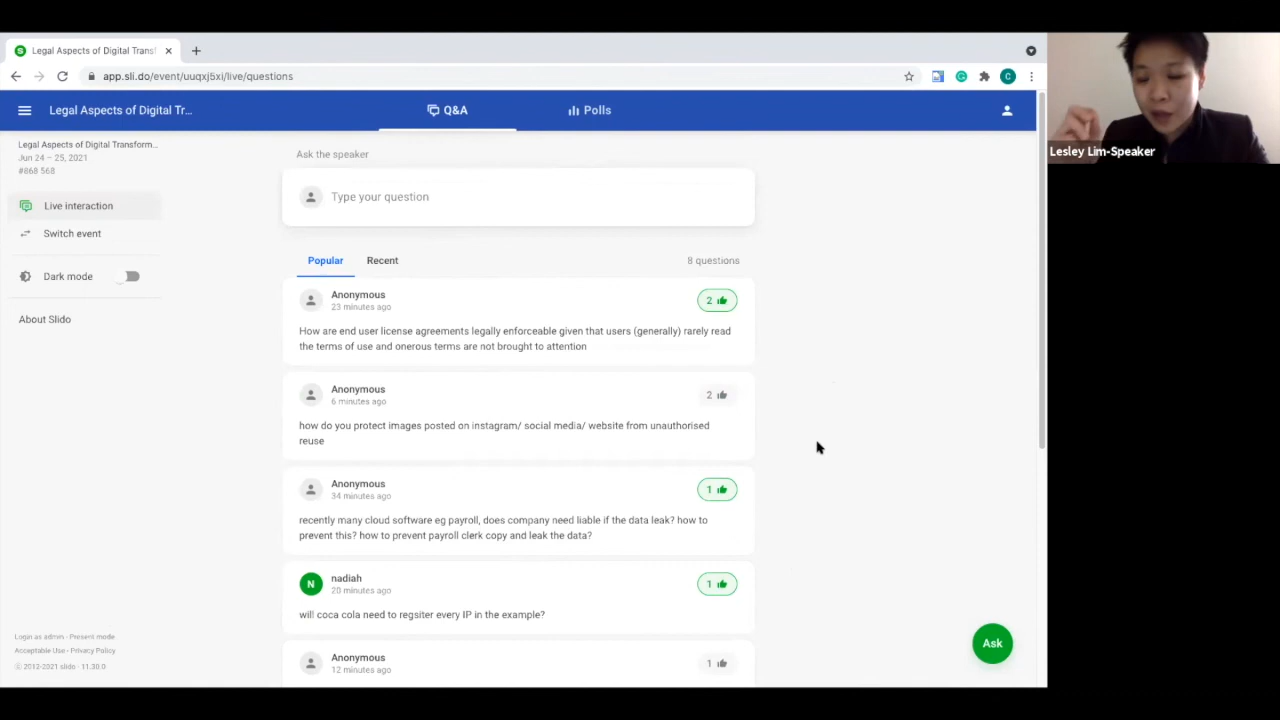 Legal Aspects of Digital Transf
app.sli.do/event/uuqxj5xi/live/questions
C
Legal Aspects of Digital Tr...
Q&A
Polls
Legal Aspects of Digital Transform...
Jun 24 – 25, 2021
#868 568
Live interaction
Switch event
Dark mode
About Slido
Login as admin - Present mode
Acceptable Use - Privacy Policy
© 2012-2021 slido - 11.30.0
Ask the speaker
Type your question
Popular
Recent
8 questions
Anonymous
23 minutes ago
2
How are end user license agreements legally enforceable given that users (generally) rarely read
the terms of use and onerous terms are not brought to attention
Anonymous
6 minutes ago
2
how do you protect images posted on instagram/ social media/ website from unauthorised
reuse
Anonymous
34 minutes ago
1
recently many cloud software eg payroll, does company need liable if the data leak? how to
prevent this? how to prevent payroll clerk copy and leak the data?
N
nadiah
20 minutes ago
1
will coca cola need to regsiter every IP in the example?
Anonymous
12 minutes ago
1
Ask
Lesley Lim-Speaker